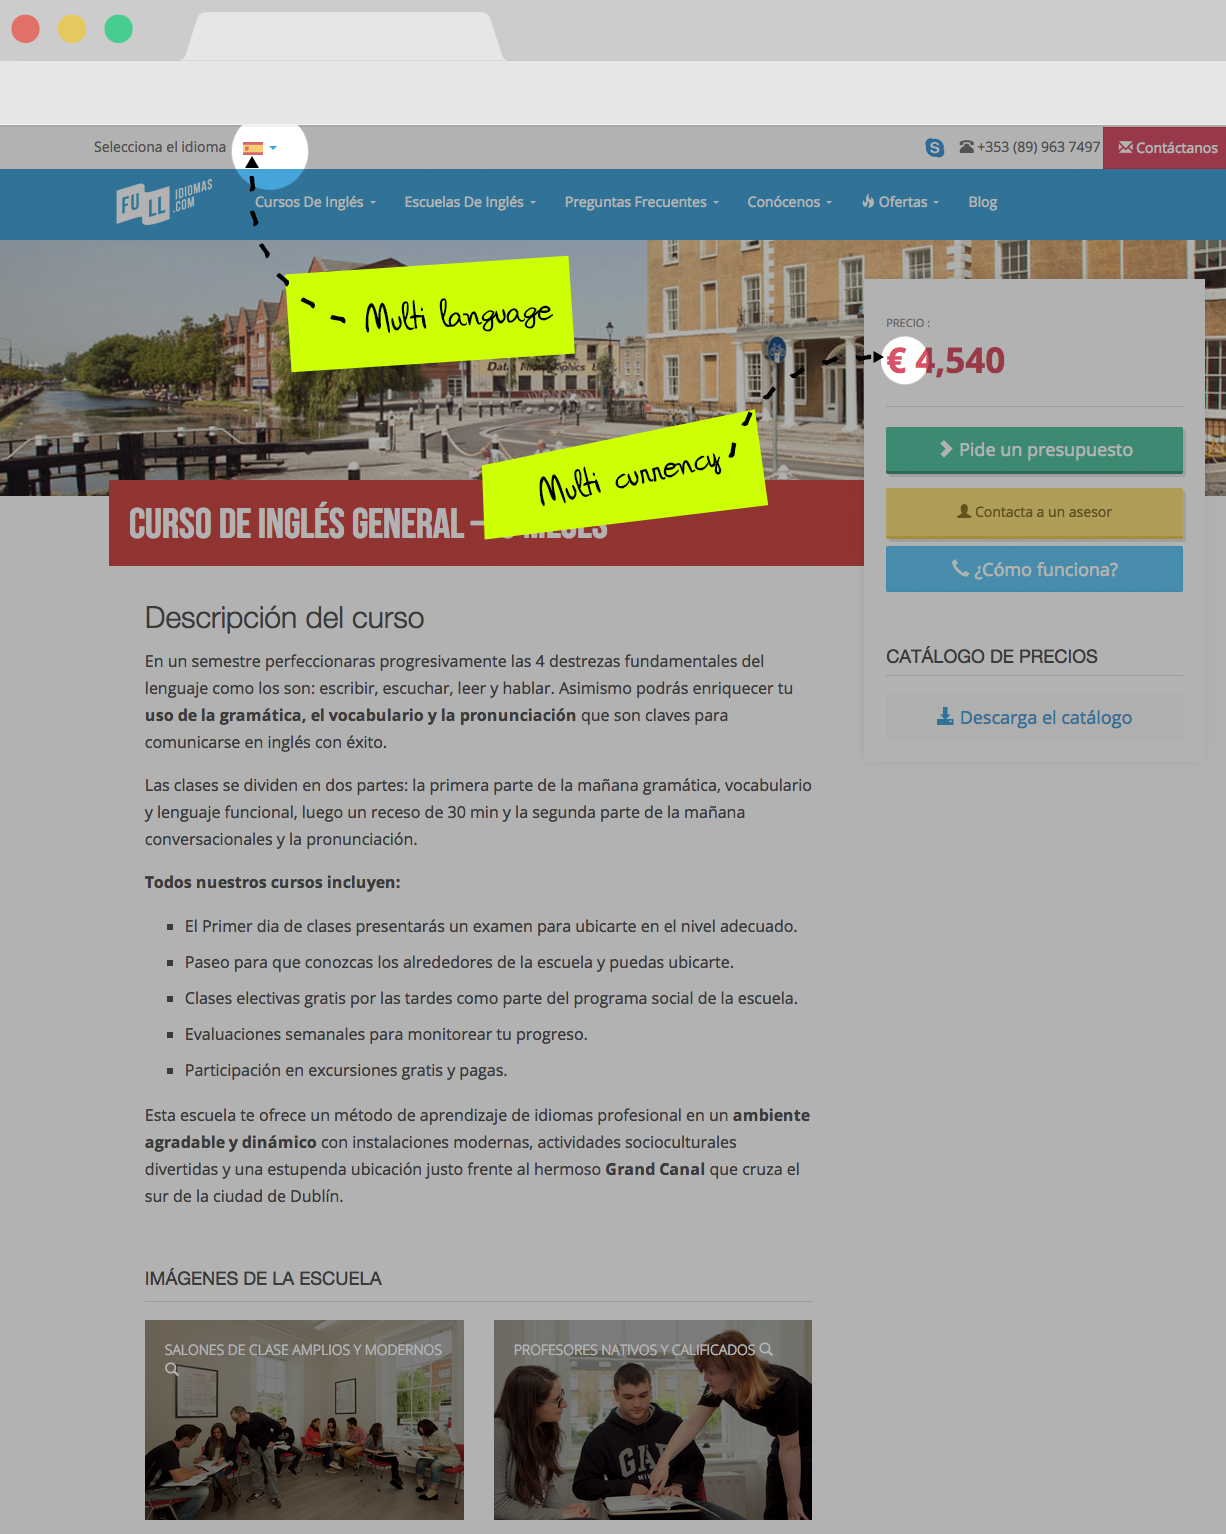 Selecciona el idioma
+353 (89) 963 7497
Contáctanos
FULL IDIOMAS .COM
Cursos De Inglés
Escuelas De Inglés
Preguntas Frecuentes
Conócenos
Ofertas
Blog
Multi language
PRECIO :
€ 4,540
Multi currency
Pide un presupuesto
Contacta a un asesor
¿Cómo funciona?
CURSO DE INGLÉS GENERAL – MESES
CATÁLOGO DE PRECIOS
Descarga el catálogo
Descripción del curso
En un semestre perfeccionaras progresivamente las 4 destrezas fundamentales del
lenguaje como los son: escribir, escuchar, leer y hablar. Asimismo podrás enriquecer tu
uso de la gramática, el vocabulario y la pronunciación que son claves para
comunicarse en inglés con éxito.
Las clases se dividen en dos partes: la primera parte de la mañana gramática, vocabulario
y lenguaje funcional, luego un receso de 30 min y la segunda parte de la mañana
conversacionales y la pronunciación.
Todos nuestros cursos incluyen:
El Primer dia de clases presentarás un examen para ubicarte en el nivel adecuado.
Paseo para que conozcas los alrededores de la escuela y puedas ubicarte.
Clases electivas gratis por las tardes como parte del programa social de la escuela.
Evaluaciones semanales para monitorear tu progreso.
Participación en excursiones gratis y pagas.
Esta escuela te ofrece un método de aprendizaje de idiomas profesional en un ambiente
agradable y dinámico con instalaciones modernas, actividades socioculturales
divertidas y una estupenda ubicación justo frente al hermoso Grand Canal que cruza el
sur de la ciudad de Dublín.
IMÁGENES DE LA ESCUELA
SALONES DE CLASE AMPLIOS Y MODERNOS
PROFESORES NATIVOS Y CALIFICADOS
GAP